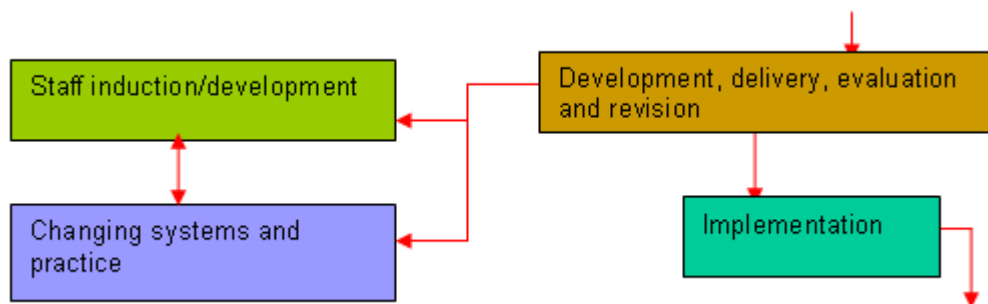 Staff induction/development
Development, delivery, evaluation
and revision
Changing systems and
practice
Implementation